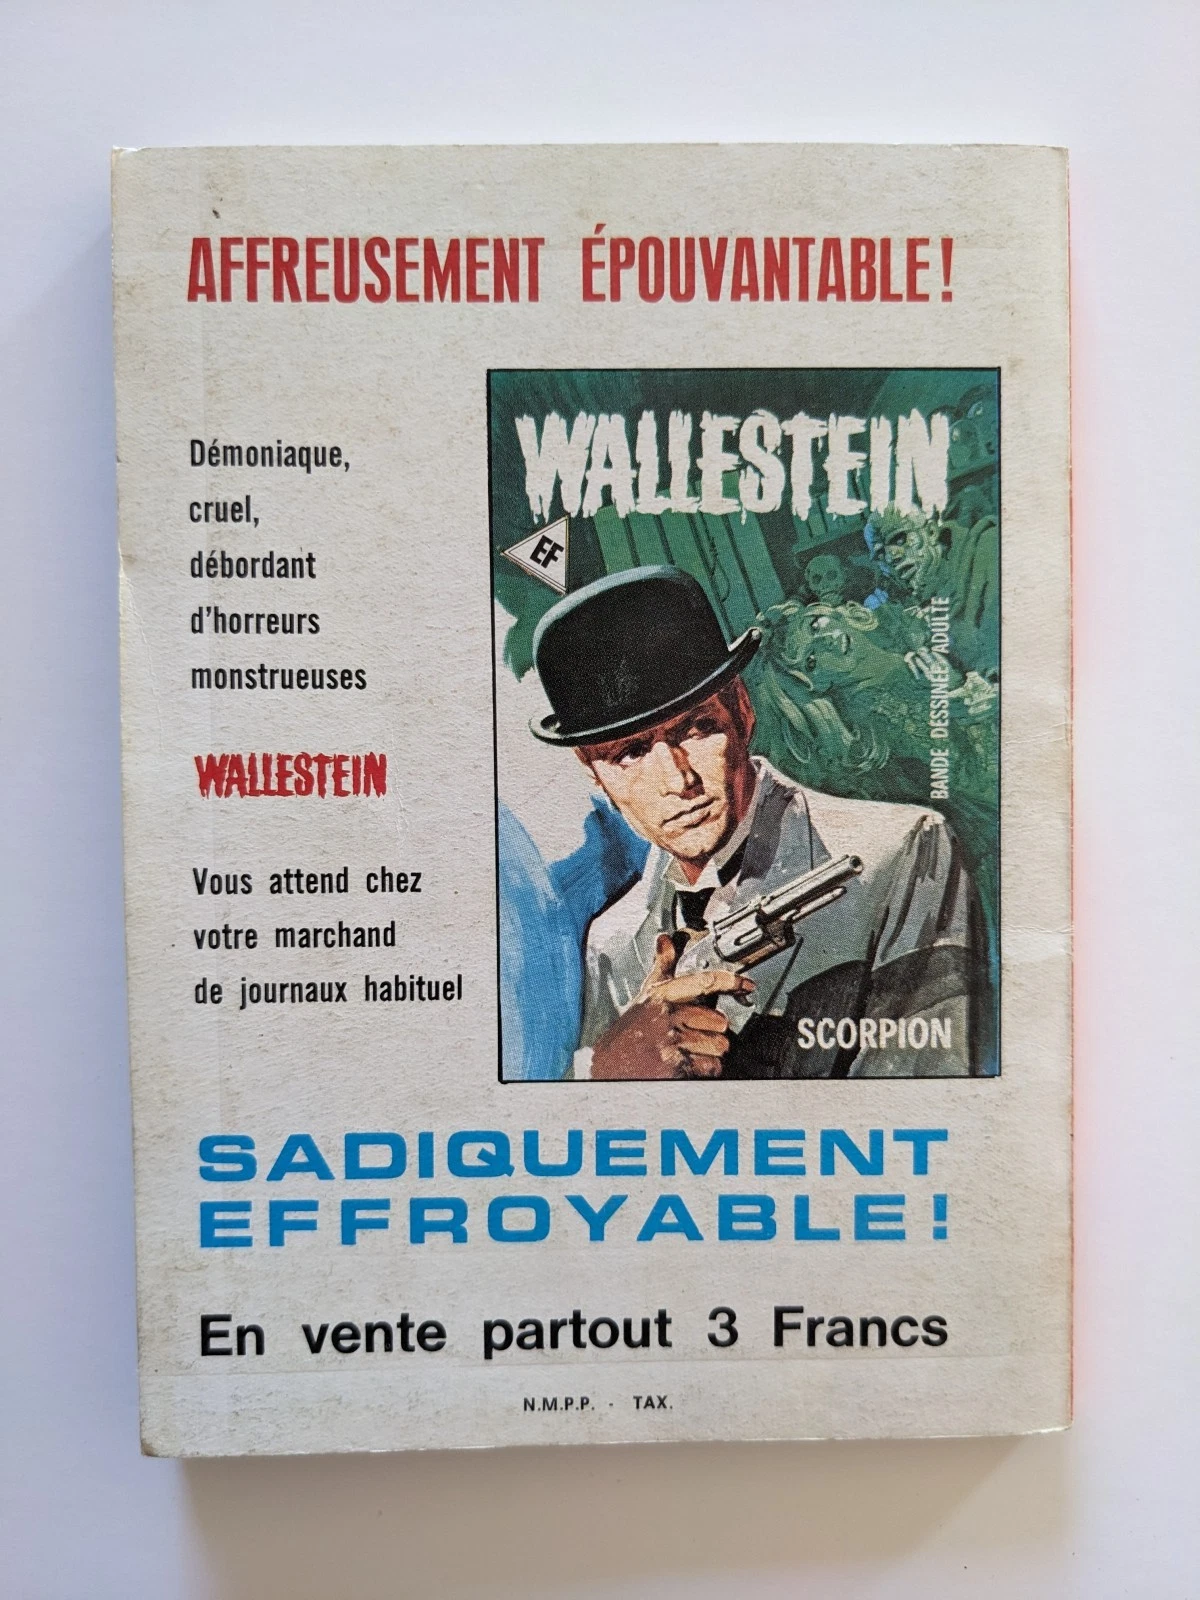 AFFREUSEMENT ÉPOUVANTABLE!
Démoniaque,
cruel,
débordant
d'horreurs
monstrueuses
WALLESTEIN
Vous attend chez
votre marchand
de journaux habituel
WALLESTEIN
EF
BANDE DESSINEE ADULTE
SCORPION
SADIQUEMENT
EFFROYABLE!
En vente partout 3 Francs
N.M.P.P. - TAX.